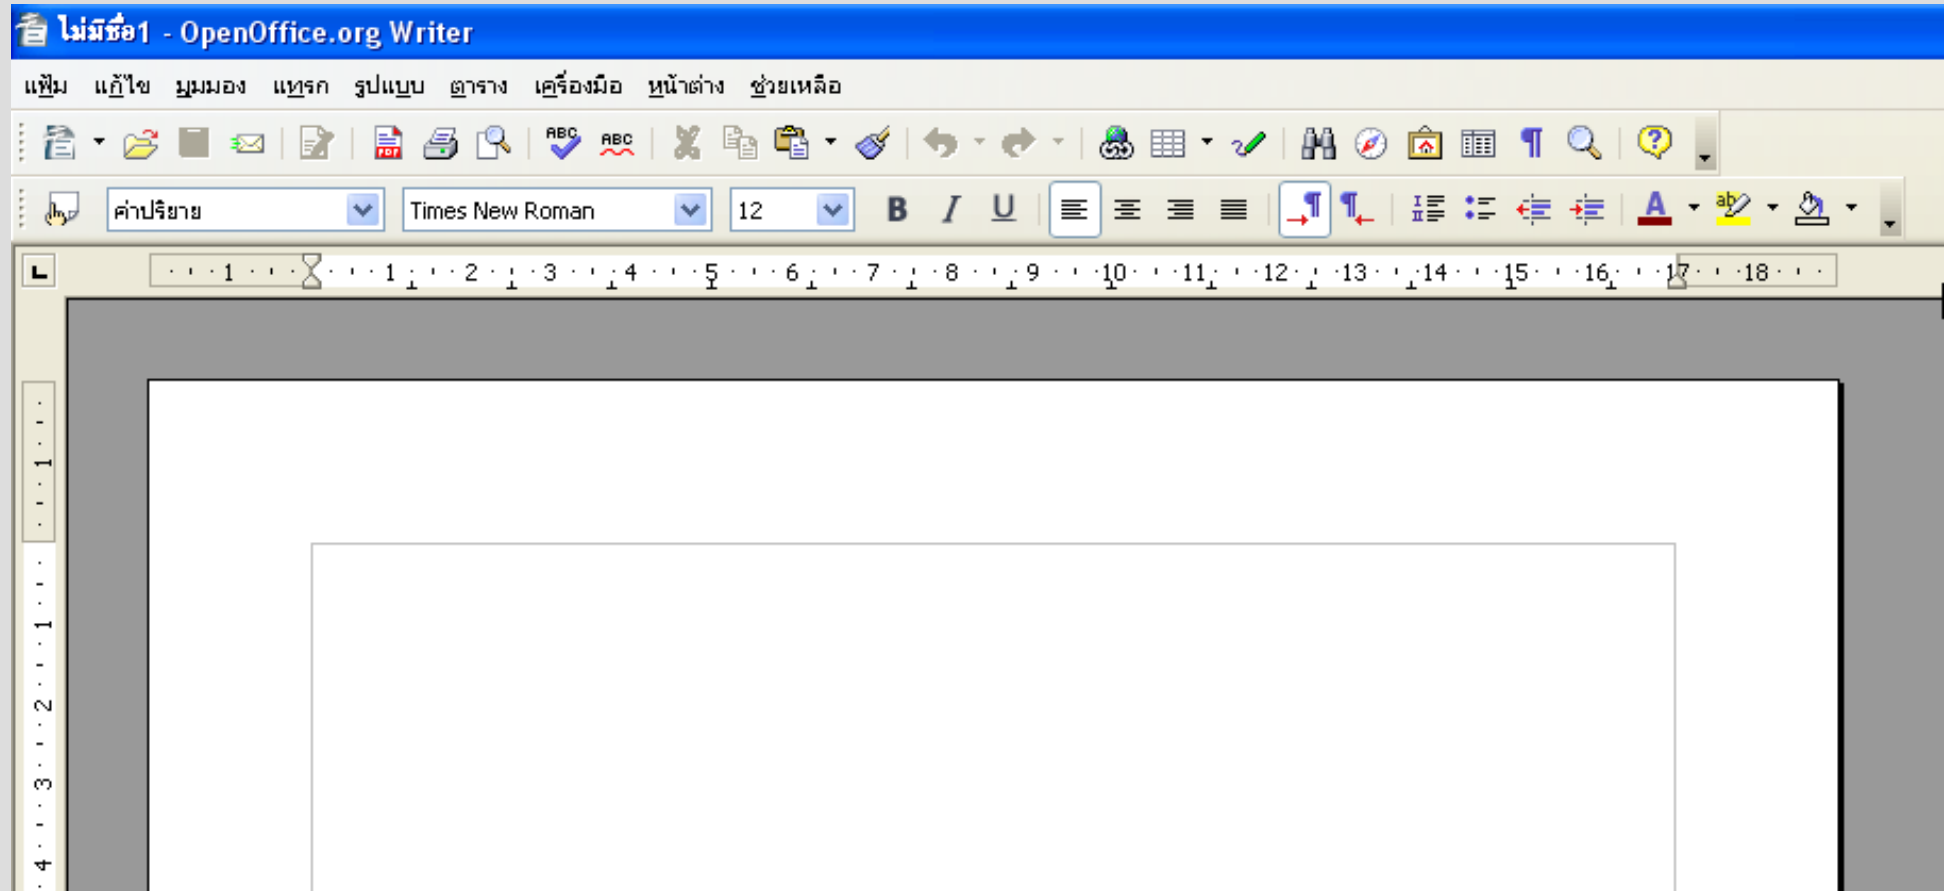 ไม่มีชื่อ1 - OpenOffice.org Writer
แฟ้ม แก้ไข มุมมอง แทรก รูปแบบ ตาราง เครื่องมือ หน้าต่าง ช่วยเหลือ
PDF ABC ABC
ค่าปริยาย Times New Roman 12 B I U A ab
1 1 2 3 4 5 6 7 8 9 10 11 12 13 14 15 16 17 18
1
1
2
3
4